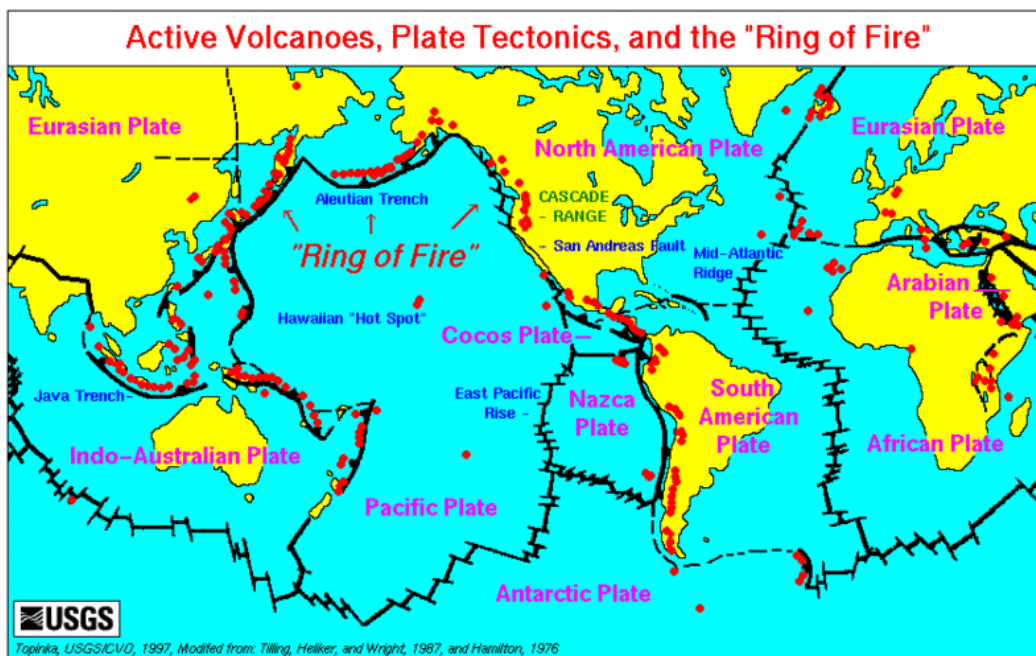 Active Volcanoes, Plate Tectonics, and the "Ring of Fire"
Eurasian Plate
North American Plate
Eurasian Plate
Aleutian Trench
CASCADE
- RANGE
"Ring of Fire"
- San Andreas Fault
Mid-Atlantic
Ridge
Arabian
Plate
Hawaiian "Hot Spot"
Cocos Plate
Java Trench-
East Pacific
Rise -
Nazca
Plate
South
American
Plate
Indo-Australian Plate
African Plate
Pacific Plate
Antarctic Plate
USGS
Topinka, USGS/CVO, 1997, Modified from: Tilling, Heliker, and Wright, 1987, and Hamilton, 1976